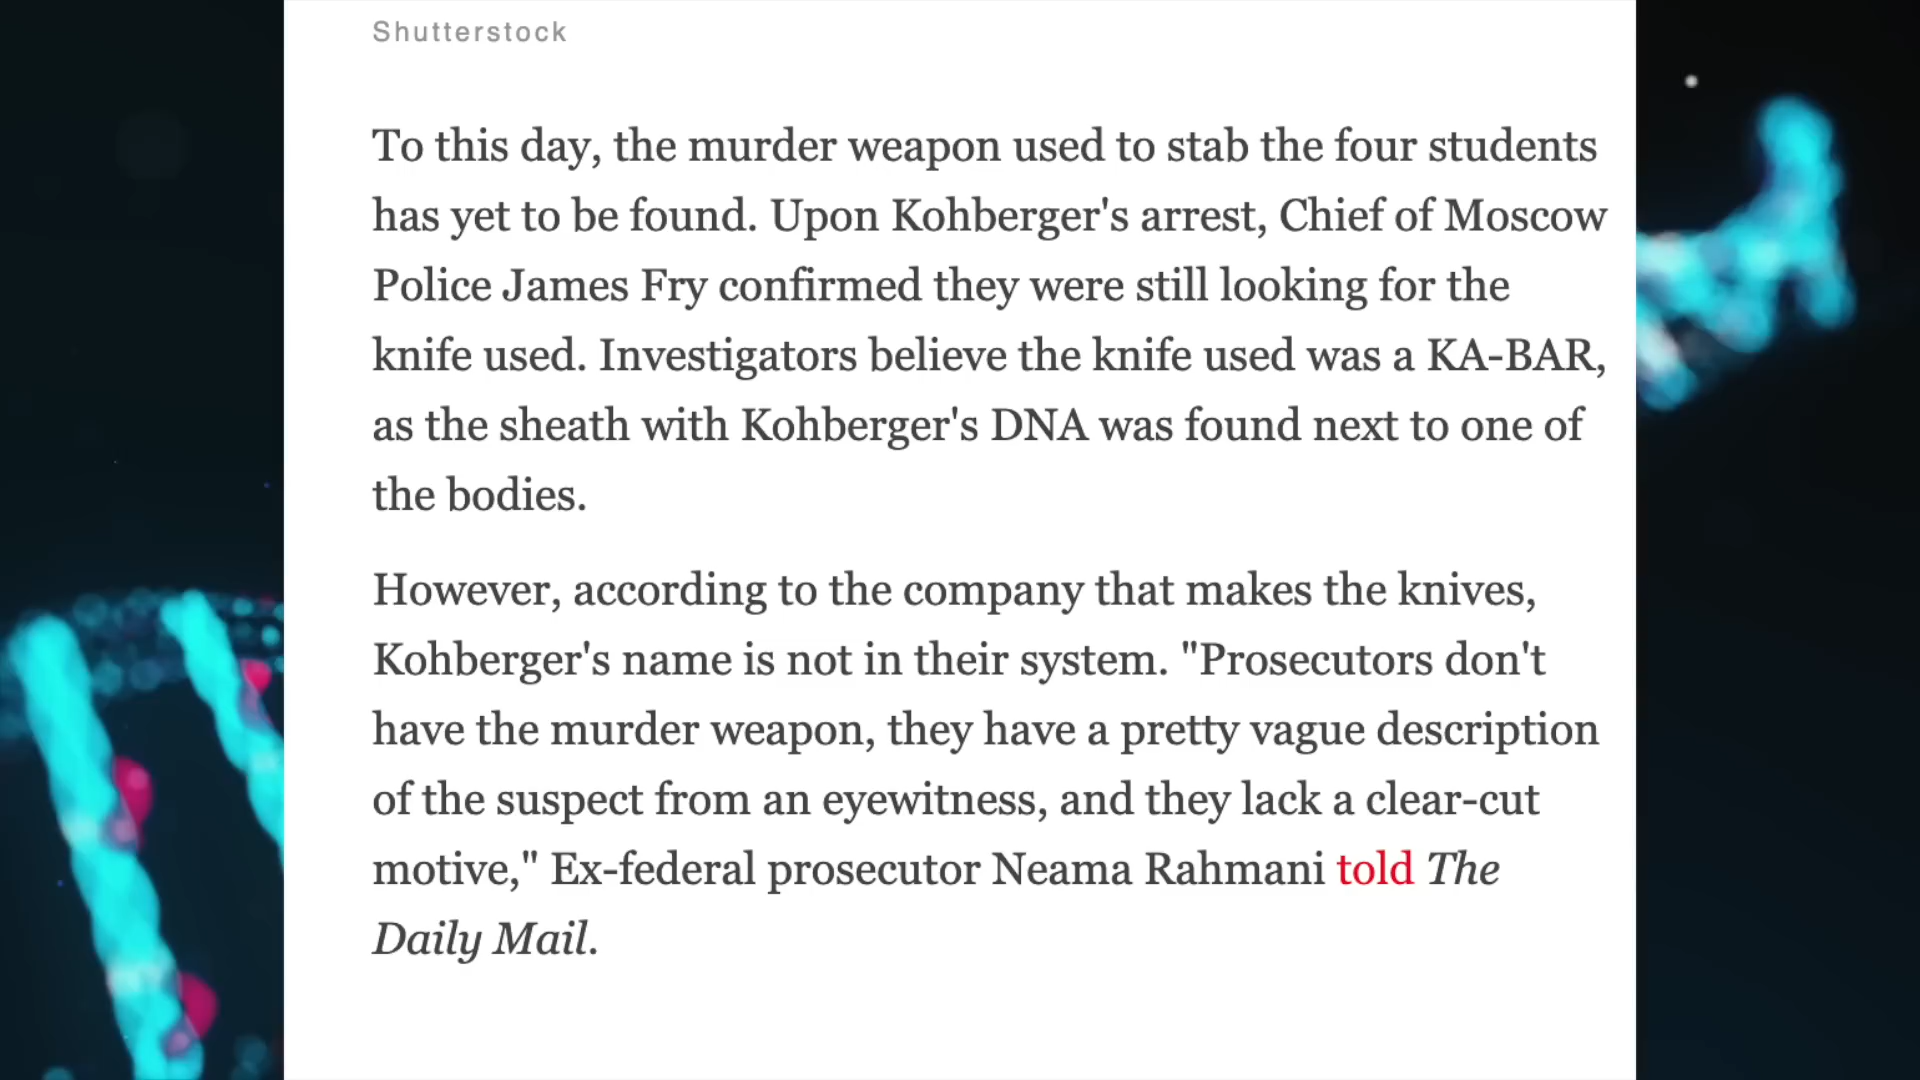 Shutterstock
To this day, the murder weapon used to stab the four students
has yet to be found. Upon Kohberger's arrest, Chief of Moscow
Police James Fry confirmed they were still looking for the
knife used. Investigators believe the knife used was a KA-BAR,
as the sheath with Kohberger's DNA was found next to one of
the bodies.
However, according to the company that makes the knives,
Kohberger's name is not in their system. "Prosecutors don't
have the murder weapon, they have a pretty vague description
of the suspect from an eyewitness, and they lack a clear-cut
motive," Ex-federal prosecutor Neama Rahmani told The
Daily Mail.